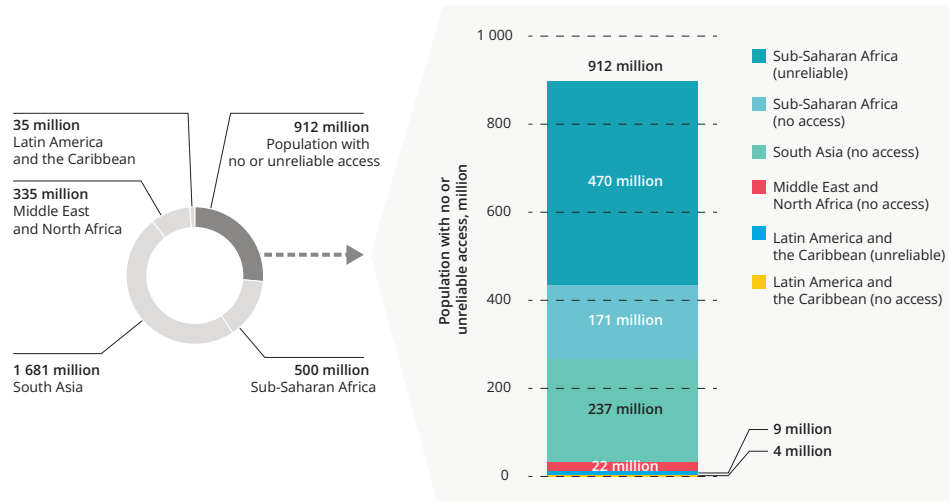 35 million
Latin America
and the Caribbean
912 million
Population with
no or unreliable access
335 million
Middle East
and North Africa
1 681 million
South Asia
500 million
Sub-Saharan Africa
Population with no or
unreliable access, million
1 000
800
600
400
200
0
912 million
470 million
171 million
237 million
22 million
9 million
4 million
Sub-Saharan Africa
(unreliable)
Sub-Saharan Africa
(no access)
South Asia (no access)
Middle East and
North Africa (no access)
Latin America and
the Caribbean (unreliable)
Latin America and
the Caribbean (no access)